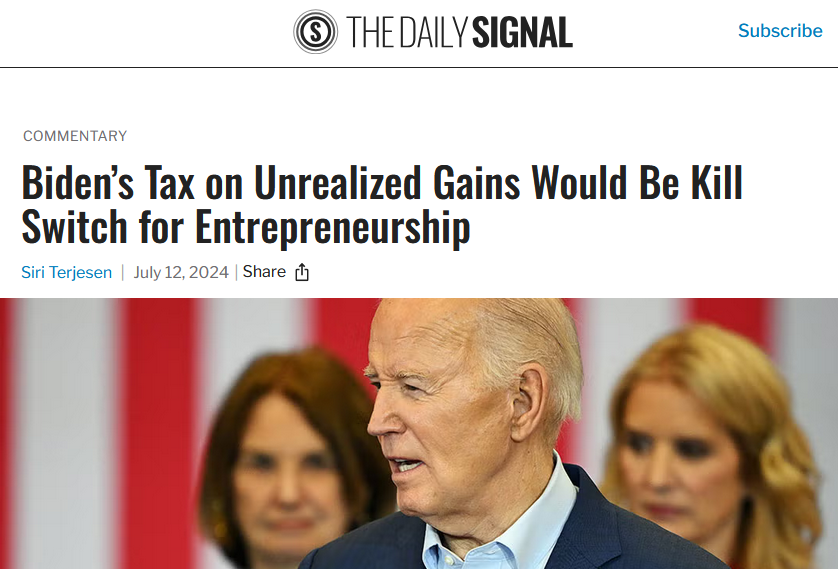 THE DAILY SIGNAL
Subscribe
COMMENTARY
Biden's Tax on Unrealized Gains Would Be Kill
Switch for Entrepreneurship
Siri Terjesen | July 12, 2024 | Share